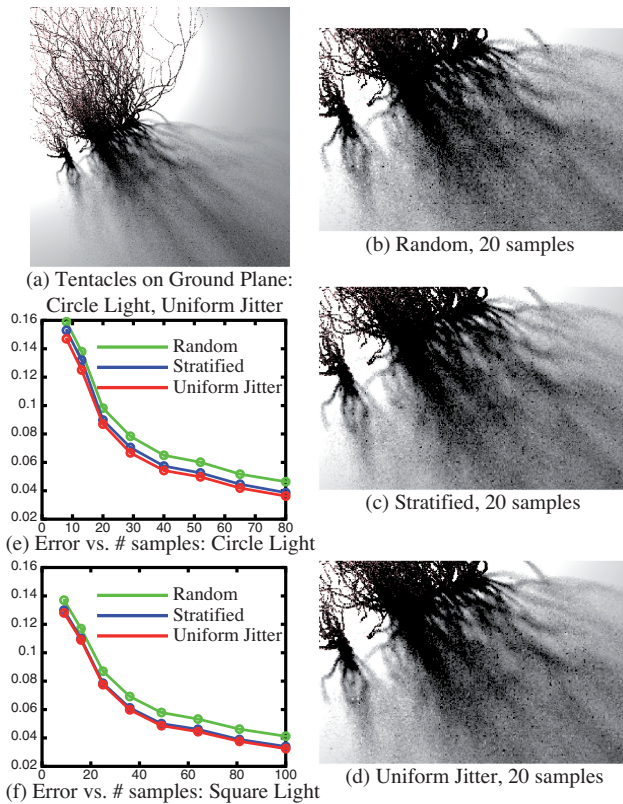 (a) Tentacles on Ground Plane:
Circle Light, Uniform Jitter
(b) Random, 20 samples
(c) Stratified, 20 samples
(d) Uniform Jitter, 20 samples
0.16
0.14
0.12
0.1
0.08
0.06
0.04
0.02
Random
Stratified
Uniform Jitter
0 10 20 30 40 50 60 70 80
(e) Error vs. # samples: Circle Light
0.16
0.14
0.12
0.1
0.08
0.06
0.04
0.02
Random
Stratified
Uniform Jitter
0 20 40 60 80 100
(f) Error vs. # samples: Square Light